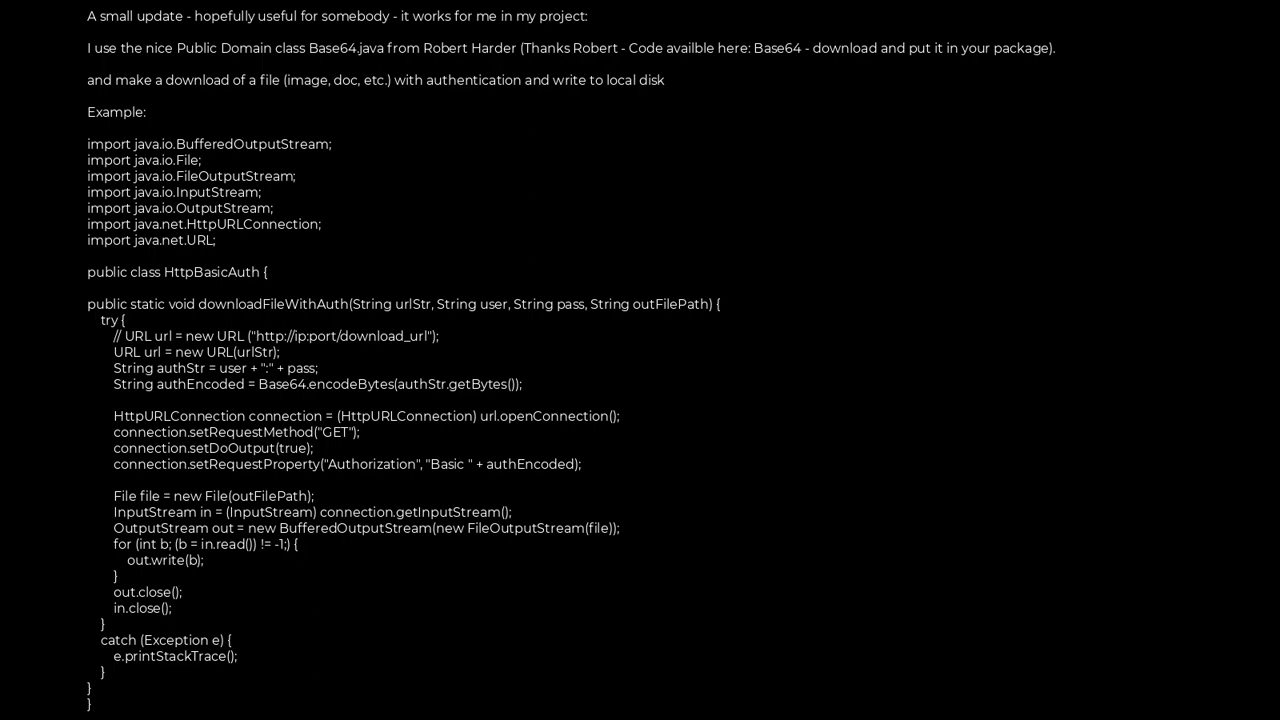 A small update - hopefully useful for somebody - it works for me in my project:
I use the nice Public Domain class Base64.java from Robert Harder (Thanks Robert - Code availble here: Base64 - download and put it in your package).
and make a download of a file (image, doc, etc.) with authentication and write to local disk
Example:
import java.io.BufferedOutputStream;
import java.io.File;
import java.io.FileOutputStream;
import java.io.InputStream;
import java.io.OutputStream;
import java.net.HttpURLConnection;
import java.net.URL;
public class HttpBasicAuth {
public static void downloadFileWithAuth(String urlStr, String user, String pass, String outFilePath) {
try {
// URL url = new URL ("http://ip:port/download_url");
URL url = new URL(urlStr);
String authStr = user + ":" + pass;
String authEncoded = Base64.encodeBytes(authStr.getBytes());
HttpURLConnection connection = (HttpURLConnection) url.openConnection();
connection.setRequestMethod("GET");
connection.setDoOutput(true);
connection.setRequestProperty("Authorization", "Basic " + authEncoded);
File file = new File(outFilePath);
InputStream in = (InputStream) connection.getInputStream();
OutputStream out = new BufferedOutputStream(new FileOutputStream(file));
for (int b; (b = in.read()) != -1;) {
out.write(b);
}
out.close();
in.close();
}
catch (Exception e) {
e.printStackTrace();
}
}
}